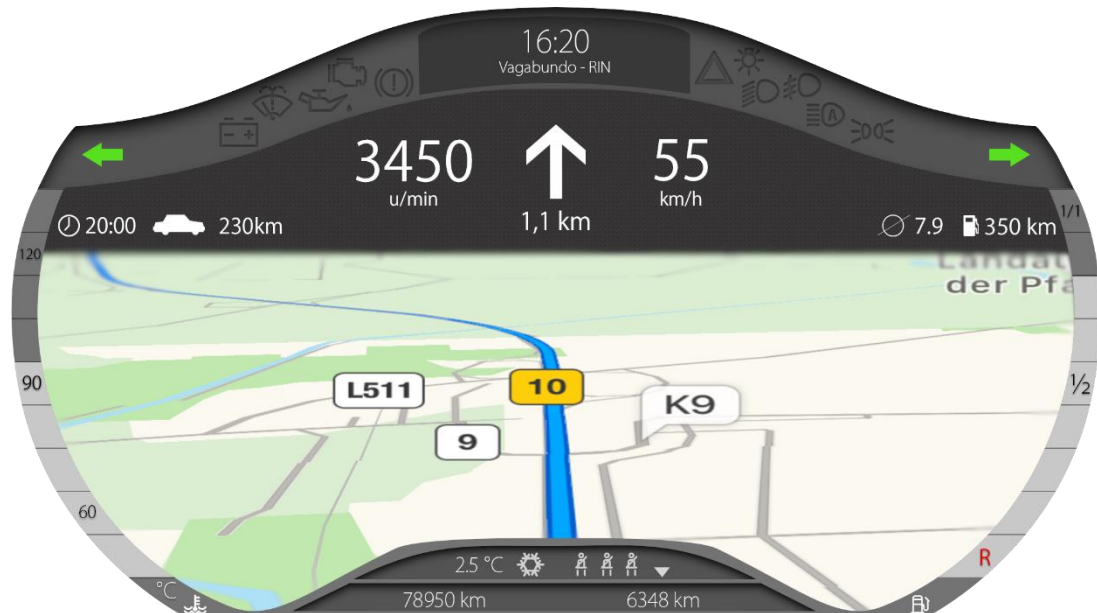 16:20
Vagabundo - RIN
3450
u/min
55
km/h
1,1 km
20:00
230km
7.9
350 km
1/1
120
der Pfa
L511
10
90
1/2
K9
9
60
R
2.5 °C
°C
78950 km
6348 km